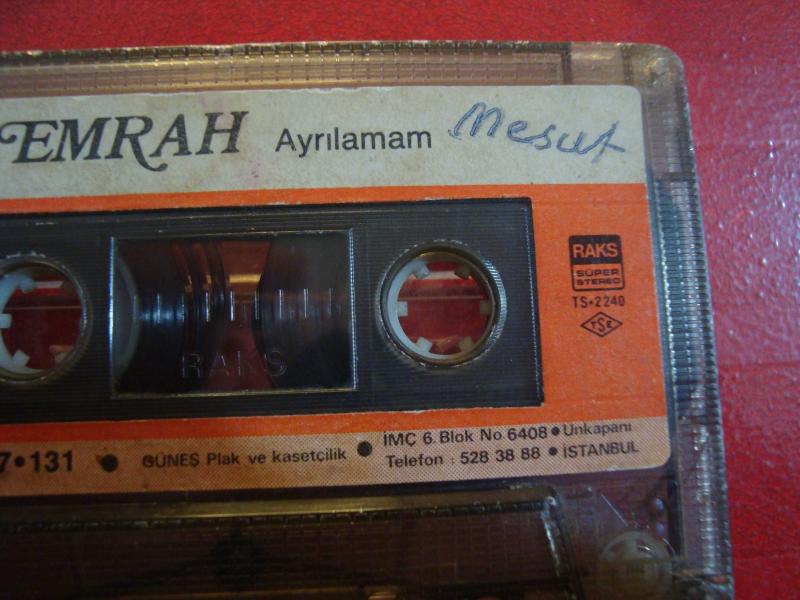 EMRAH Ayrılamam Mesut
RAKS
SÜPER
STEREO
TS•2240
TSE
RAKS
7•131 • GÜNEŞ Plak ve kasetçilik • İMÇ 6. Blok No. 6408 • Unkapanı
Telefon : 528 38 88 • İSTANBUL